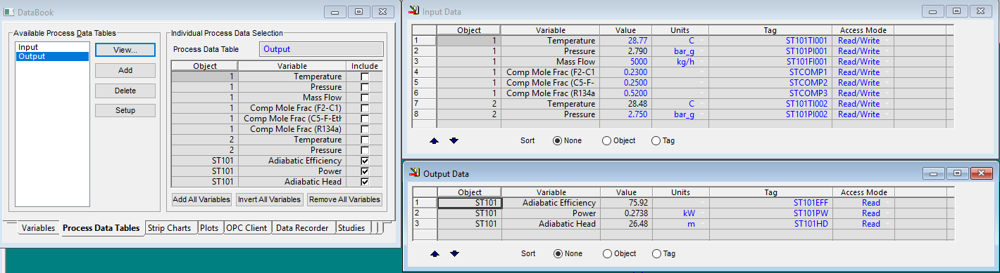 DataBook
Available Process Data Tables
Input
Output
View...
Add
Delete
Setup
Individual Process Data Selection
Process Data Table Output
Object Variable Include
1 Temperature
1 Pressure
1 Mass Flow
1 Comp Mole Frac (F2-C1)
1 Comp Mole Frac (C5-F-Eth
1 Comp Mole Frac (R134a)
2 Temperature
2 Pressure
ST101 Adiabatic Efficiency
ST101 Power
ST101 Adiabatic Head
Add All Variables Invert All Variables Remove All Variables
Variables Process Data Tables Strip Charts Plots OPC Client Data Recorder Studies
Input Data
Object Variable Value Units Tag Access Mode
1 1 Temperature 28.77 C ST101TI001 Read/Write
2 1 Pressure 2.790 bar_g ST101PI001 Read/Write
3 1 Mass Flow 5000 kg/h ST101FI001 Read/Write
4 1 Comp Mole Frac (F2-C1 0.2300 STCOMP1 Read/Write
5 1 Comp Mole Frac (C5-F- 0.2500 STCOMP2 Read/Write
6 1 Comp Mole Frac (R134a 0.5200 STCOMP3 Read/Write
7 2 Temperature 28.48 C ST101TI002 Read/Write
8 2 Pressure 2.750 bar_g ST101PI002 Read/Write
Sort None Object Tag
Output Data
Object Variable Value Units Tag Access Mode
1 ST101 Adiabatic Efficiency 75.92 ST101EFF Read
2 ST101 Power 0.2738 kW ST101PW Read
3 ST101 Adiabatic Head 26.48 m ST101HD Read
Sort None Object Tag